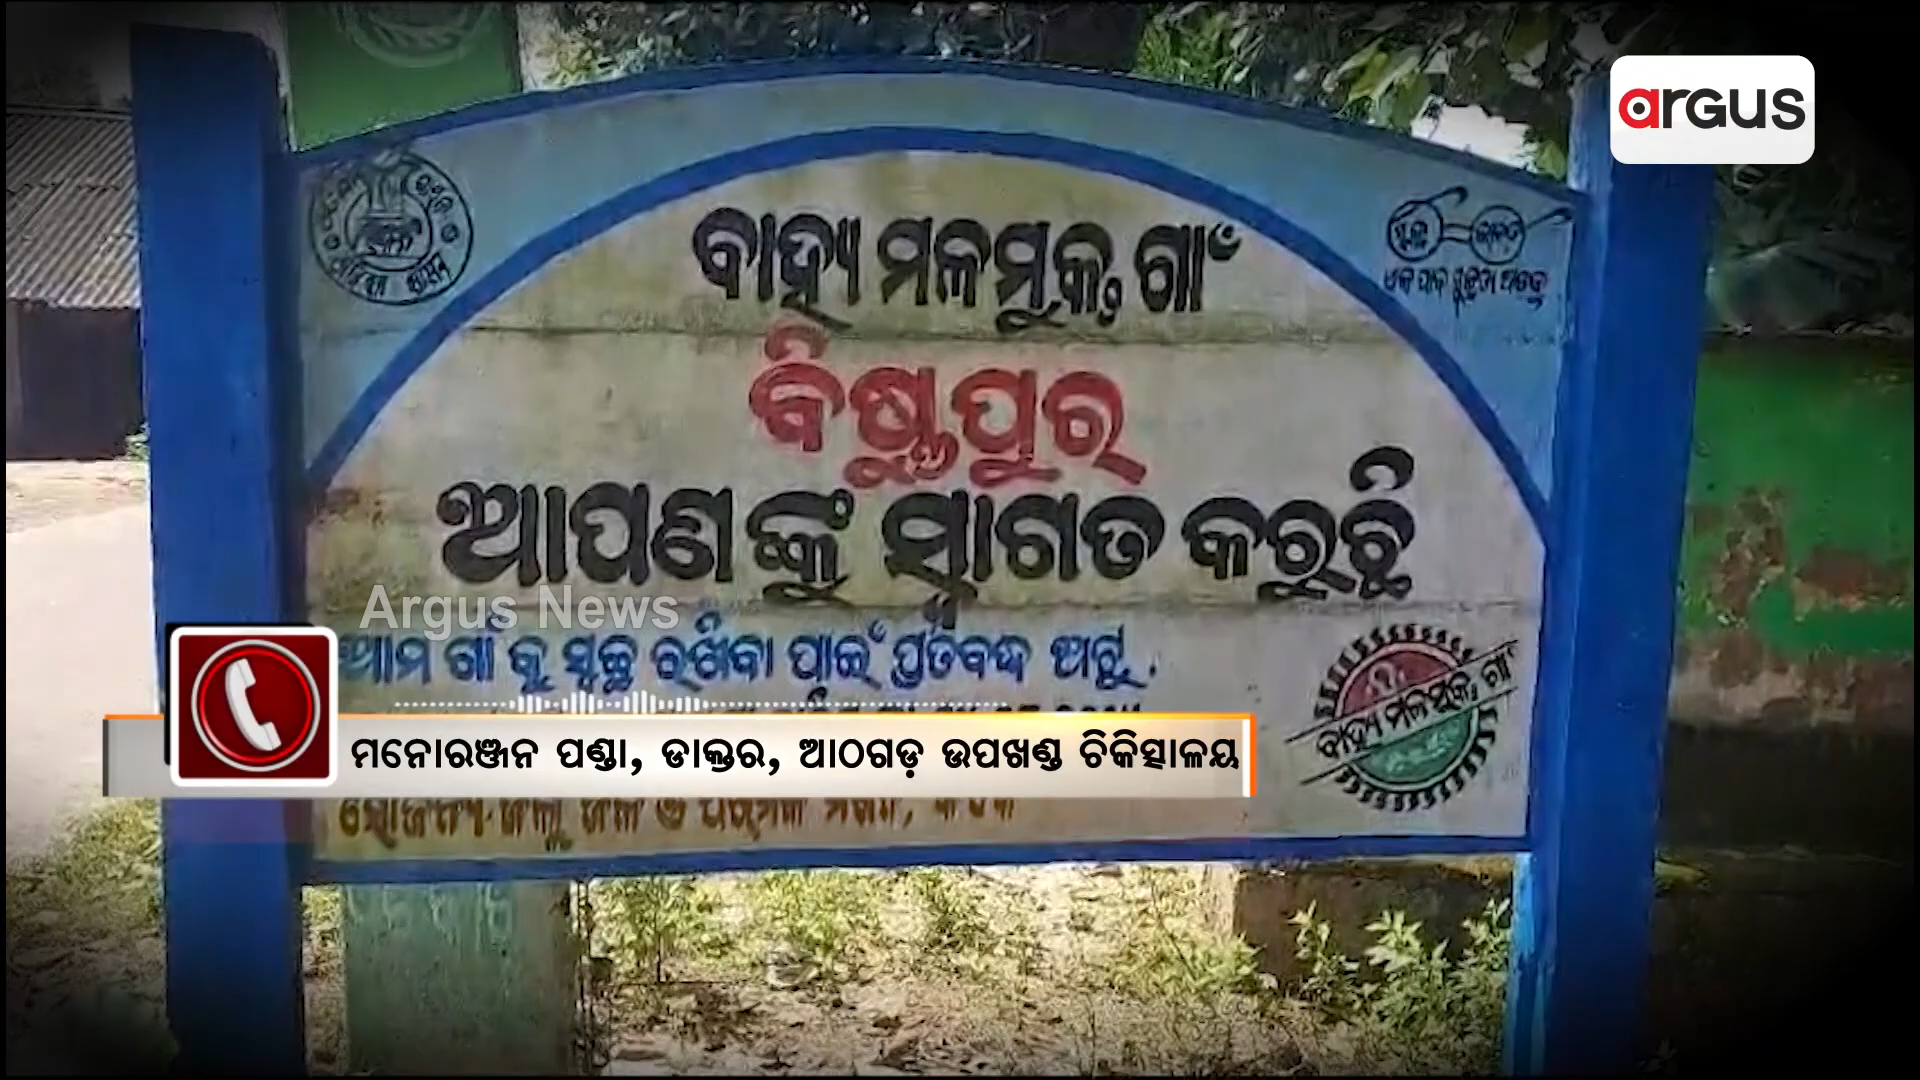 argus
ବାହ୍ୟ ମଳମୁକ୍ତ ଗାଁ
ବିଷ୍ଣୁପୁର
ଆପଣଙ୍କୁ ସ୍ୱାଗତ କରୁଚି
Argus News
ଆମ ଗାଁ କୁ ସ୍ୱଚ୍ଛ ରଖିବା ପାଇଁ ପ୍ରତିବଦ୍ଧ ଅଟୁ.
ବାହ୍ୟ ମଳମୁକ୍ତ ଗାଁ
ମନୋରଞ୍ଜନ ପଣ୍ଡା, ଡାକ୍ତର, ଆଠଗଡ଼ ଉପଖଣ୍ଡ ଚିକିତ୍ସାଳୟ